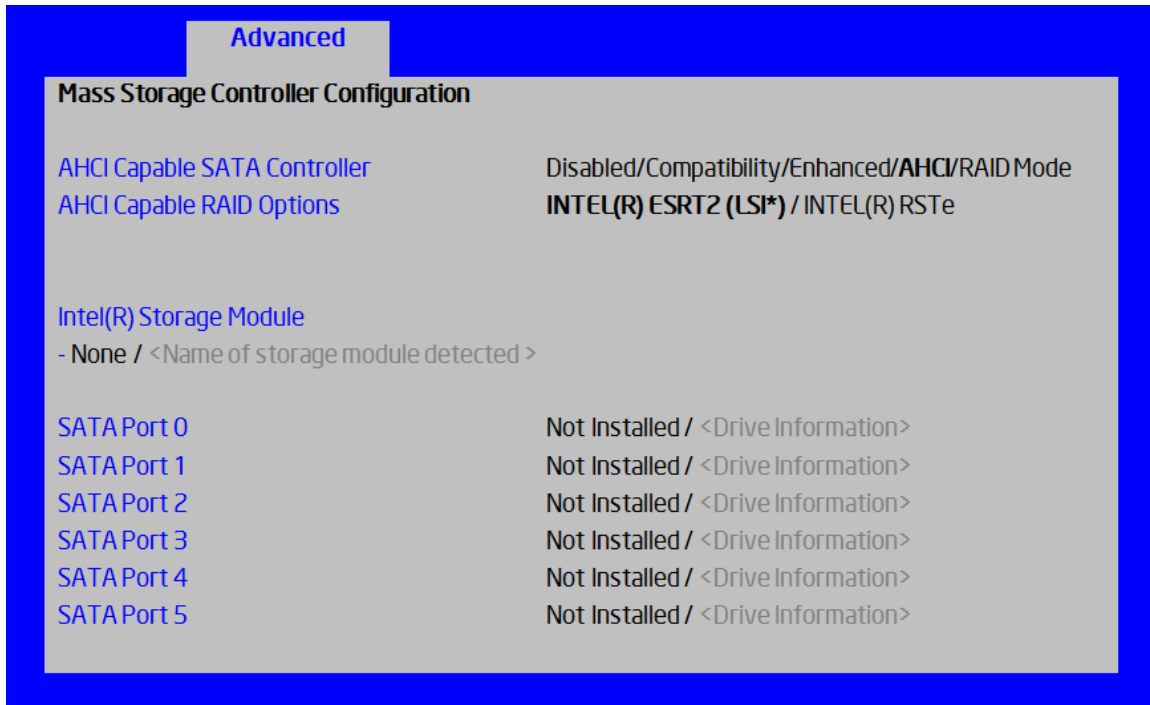 Advanced
Mass Storage Controller Configuration
AHCI Capable SATA Controller Disabled/Compatibility/Enhanced/AHCI/RAID Mode
AHCI Capable RAID Options INTEL(R) ESRT2 (LSI*) / INTEL(R) RSTe
Intel(R) Storage Module
- None / <Name of storage module detected >
SATA Port 0 Not Installed / <Drive Information>
SATA Port 1 Not Installed / <Drive Information>
SATA Port 2 Not Installed / <Drive Information>
SATA Port 3 Not Installed / <Drive Information>
SATA Port 4 Not Installed / <Drive Information>
SATA Port 5 Not Installed / <Drive Information>